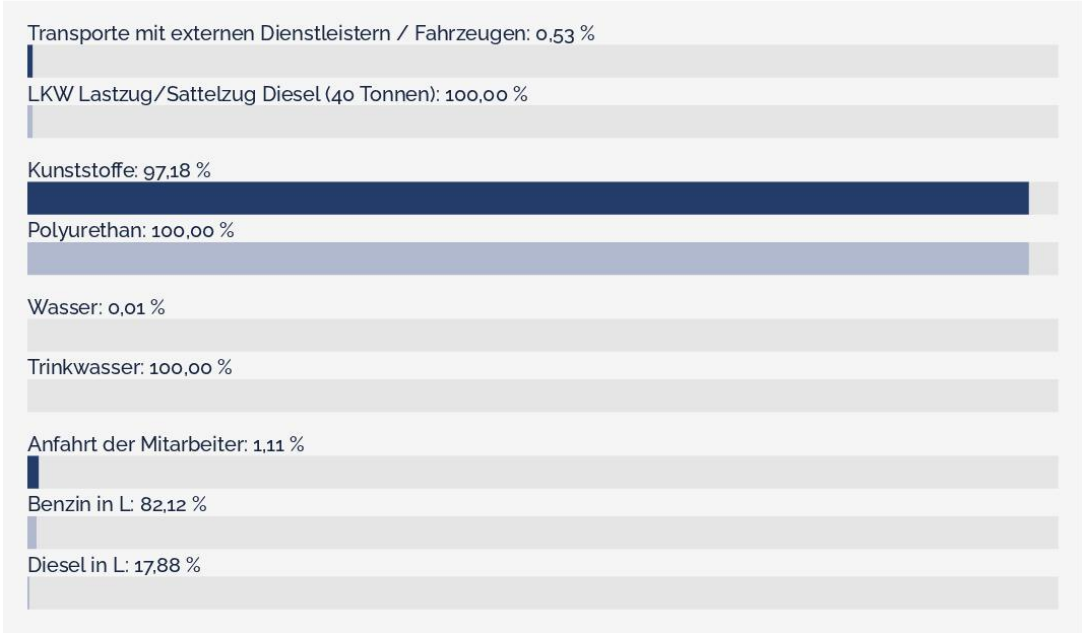 Transporte mit externen Dienstleistern / Fahrzeugen: 0,53 %
LKW Lastzug/Sattelzug Diesel (40 Tonnen): 100,00 %
Kunststoffe: 97,18 %
Polyurethan: 100,00 %
Wasser: 0,01 %
Trinkwasser: 100,00 %
Anfahrt der Mitarbeiter: 1,11 %
Benzin in L: 82,12 %
Diesel in L: 17,88 %